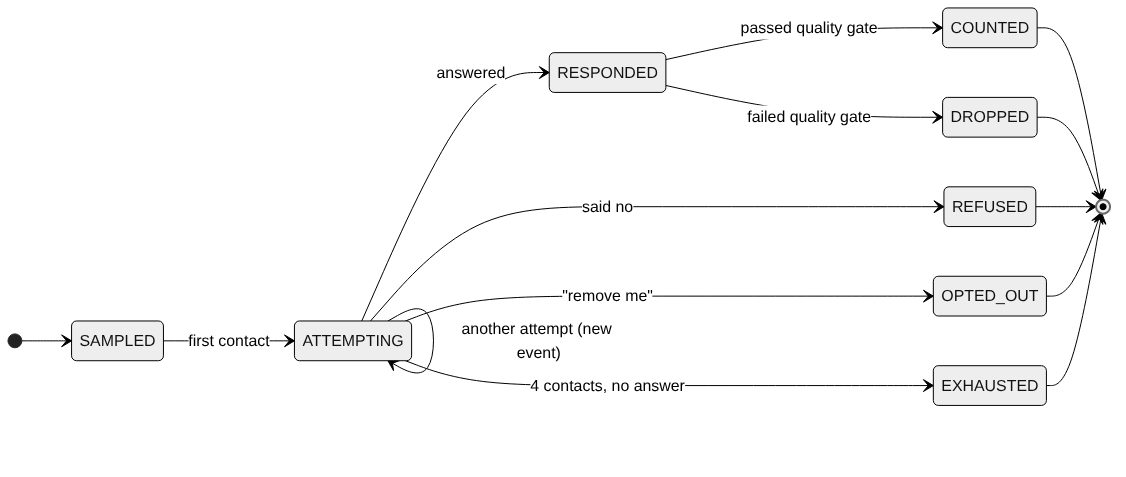 passed quality gate
COUNTED
answered
RESPONDED
failed quality gate
DROPPED
said no
REFUSED
"remove me"
OPTED_OUT
SAMPLED
first contact
ATTEMPTING
another attempt (new
event)
4 contacts, no answer
EXHAUSTED